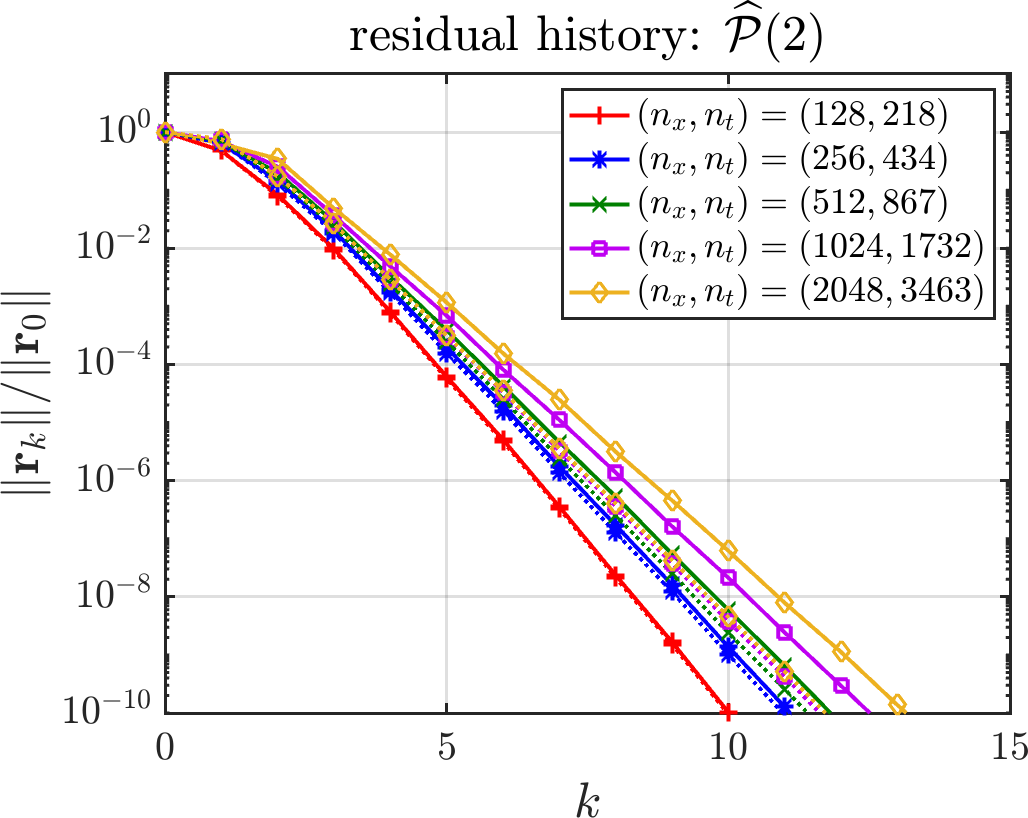 residual history: $\widehat{\mathcal{P}}(2)$
$(n_x, n_t) = (128, 218)$
$(n_x, n_t) = (256, 434)$
$(n_x, n_t) = (512, 867)$
$(n_x, n_t) = (1024, 1732)$
$(n_x, n_t) = (2048, 3463)$
$\|\mathbf{r}_k\|/\|\mathbf{r}_0\|$
$10^0$
$10^{-2}$
$10^{-4}$
$10^{-6}$
$10^{-8}$
$10^{-10}$
0 5 10 15
$k$